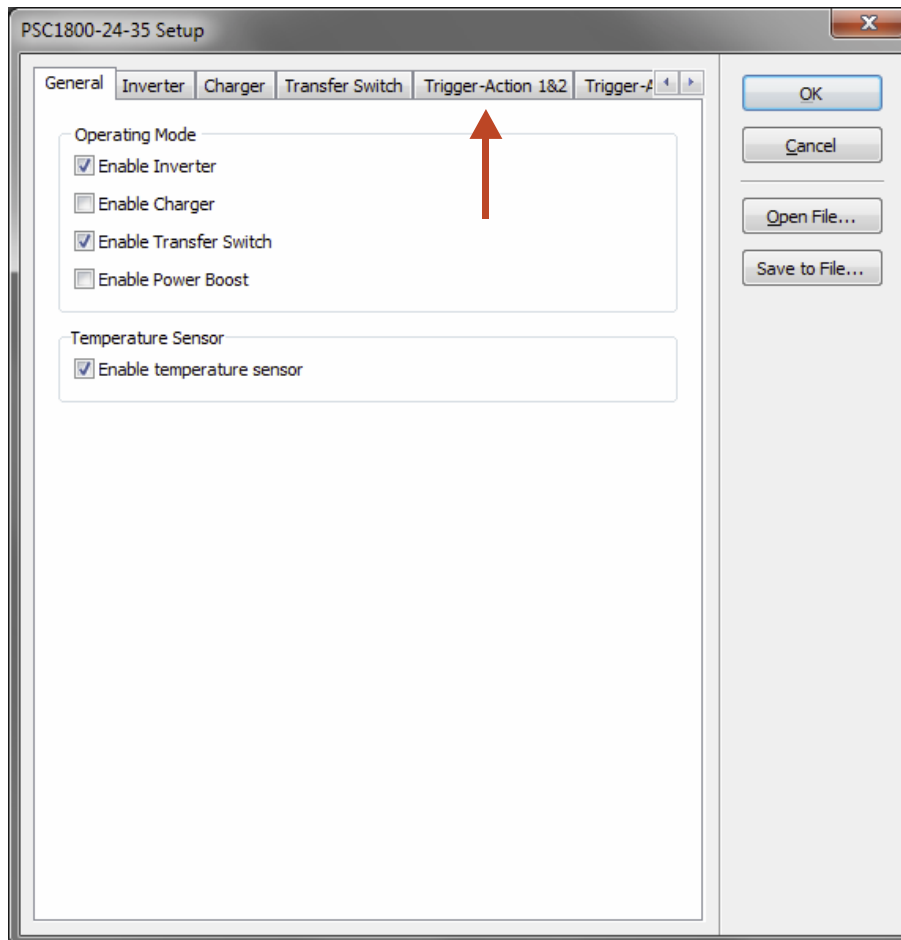 PSC1800-24-35 Setup
General
Inverter
Charger
Transfer Switch
Trigger-Action 1&2
Trigger-A
OK
Cancel
Open File...
Save to File...
Operating Mode
Enable Inverter
Enable Charger
Enable Transfer Switch
Enable Power Boost
Temperature Sensor
Enable temperature sensor